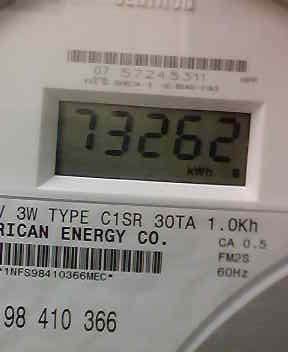 07 57245311
73262
kWh
V 3W TYPE C1SR 30TA 1.0Kh
RICAN ENERGY CO.
CA 0.5
FM2S
60Hz
*1NFS98410366MEC*
98 410 366